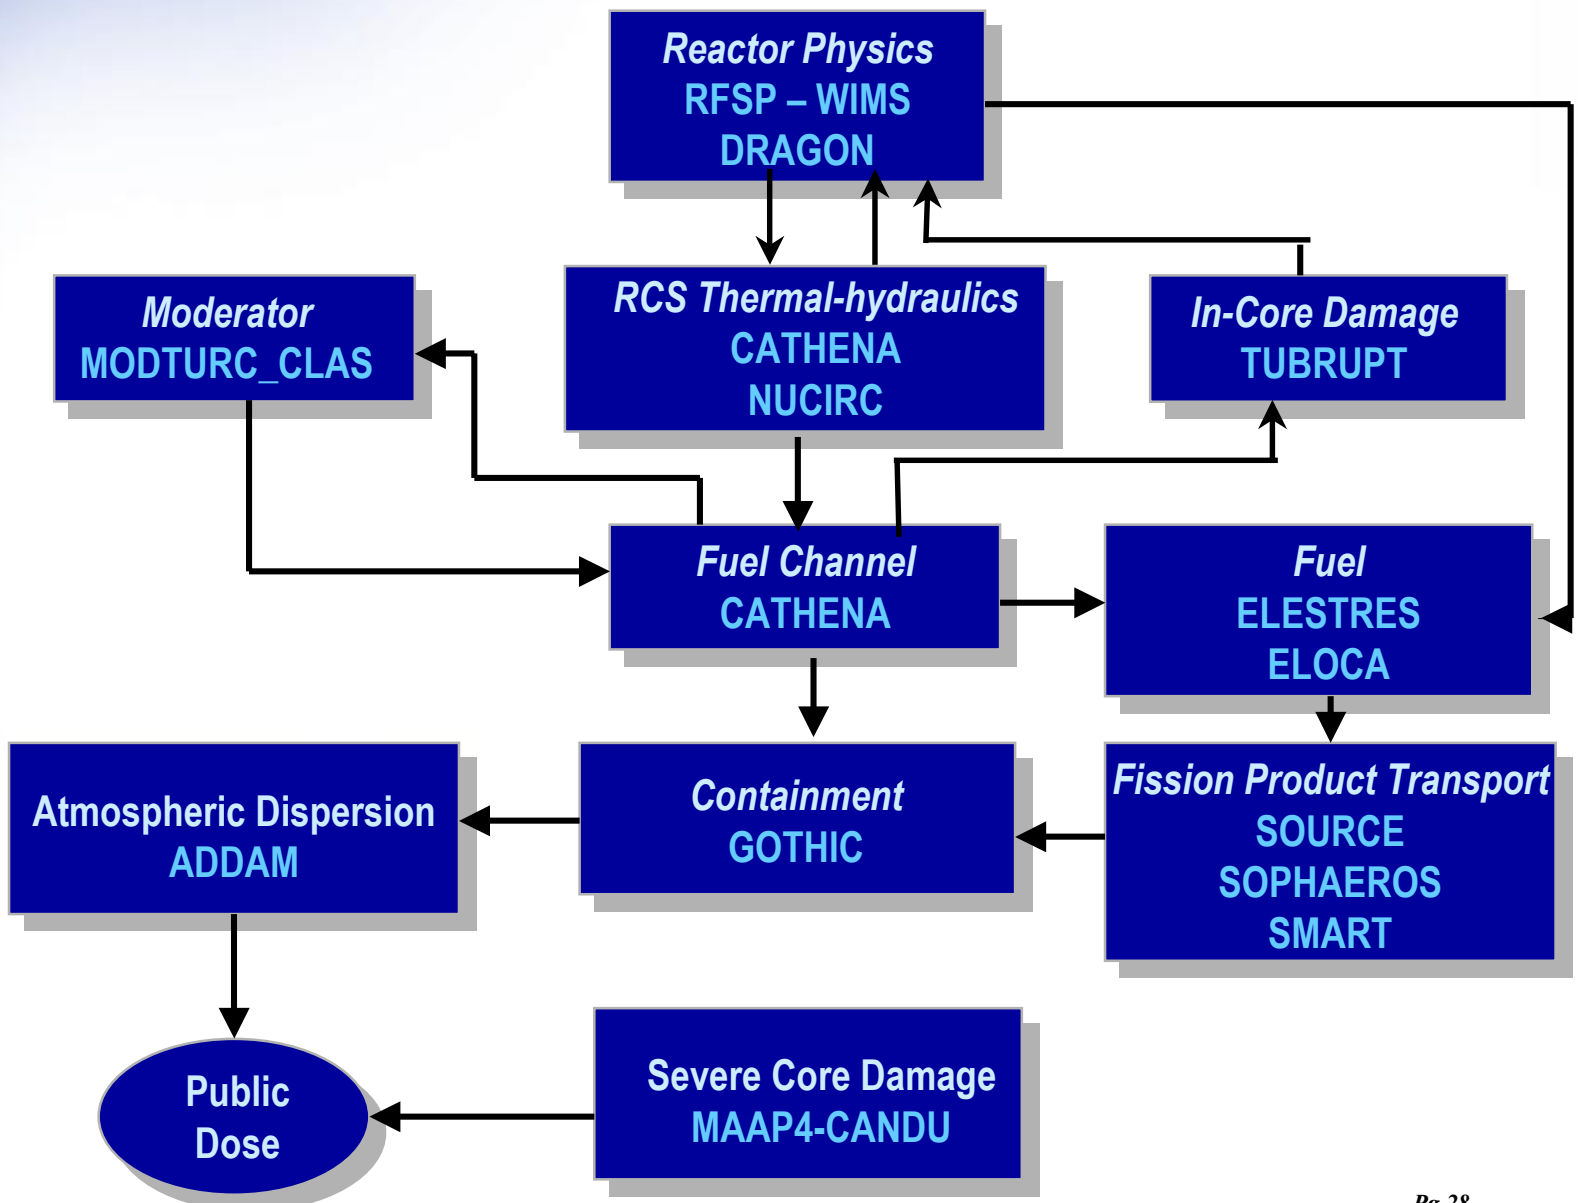 Reactor Physics
RFSP – WIMS
DRAGON
Moderator
MODTURC_CLAS
RCS Thermal-hydraulics
CATHENA
NUCIRC
In-Core Damage
TUBRUPT
Fuel Channel
CATHENA
Fuel
ELESTRES
ELOCA
Atmospheric Dispersion
ADDAM
Containment
GOTHIC
Fission Product Transport
SOURCE
SOPHAEROS
SMART
Public
Dose
Severe Core Damage
MAAP4-CANDU
Pg 28